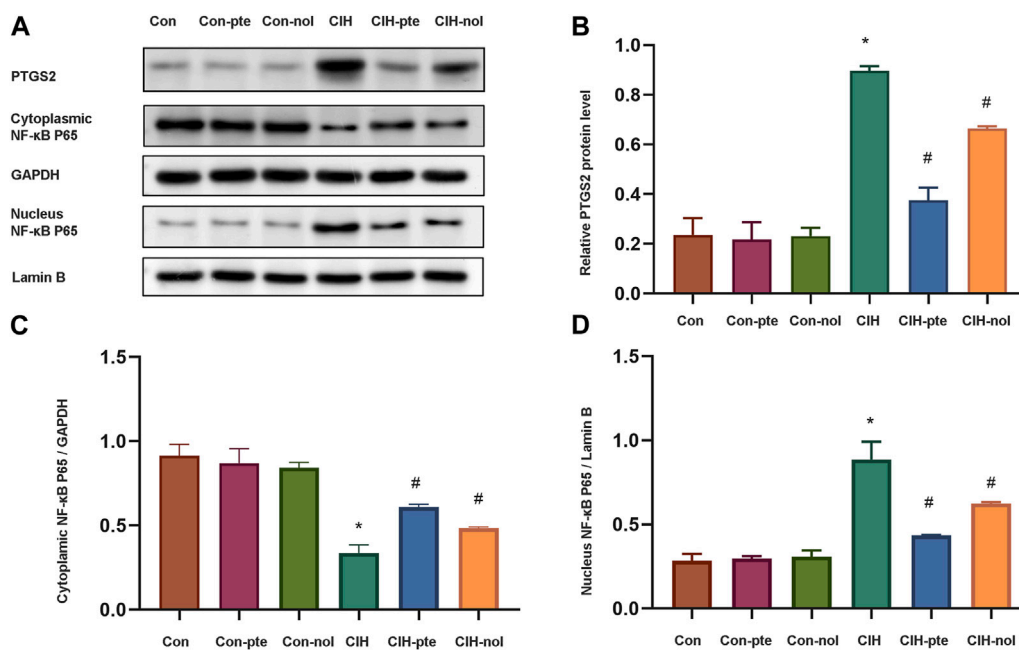 A
Con Con-pte Con-nol CIH CIH-pte CIH-nol
PTGS2
Cytoplasmic
NF-κB P65
GAPDH
Nucleus
NF-κB P65
Lamin B
B
Relative PTGS2 protein level
1.0
0.8
0.6
0.4
0.2
0.0
*
#
#
Con Con-pte Con-nol CIH CIH-pte CIH-nol
C
Cytoplamic NF-κB P65 / GAPDH
1.5
1.0
0.5
0.0
*
#
#
Con Con-pte Con-nol CIH CIH-pte CIH-nol
D
Nucleus NF-κB P65 / Lamin B
1.5
1.0
0.5
0.0
*
#
#
Con Con-pte Con-nol CIH CIH-pte CIH-nol